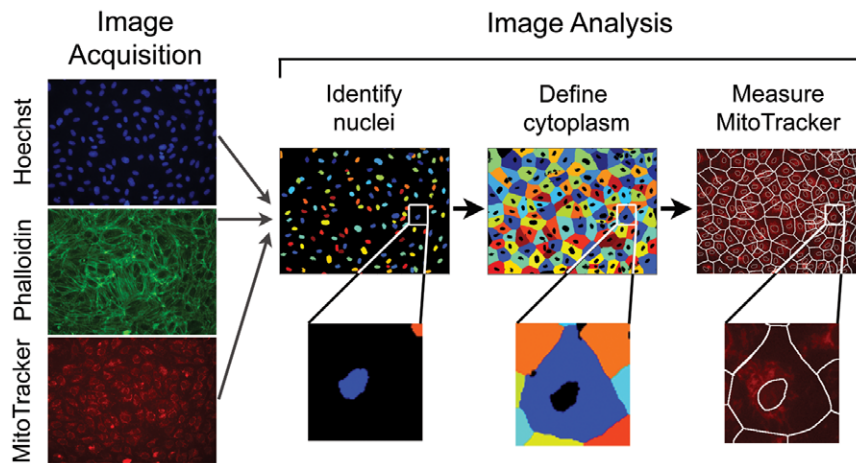 Image
Acquisition
Image Analysis
Hoechst
Phalloidin
MitoTracker
Identify
nuclei
Define
cytoplasm
Measure
MitoTracker